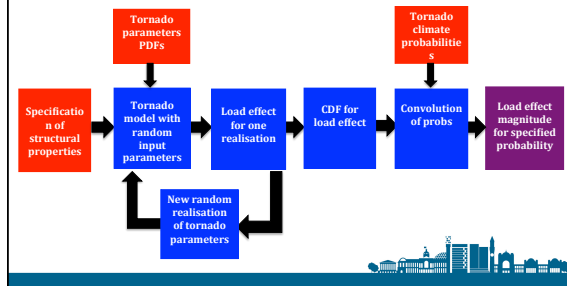 Tornado
parameters
PDFs
Tornado
climate
probabilitie
s
Specificatio
n of
structural
properties
Tornado
model with
random
input
parameters
Load effect
for one
realisation
CDF for
load effect
Convolution
of probs
Load effect
magnitude
for specified
probability
New random
realisation
of tornado
parameters